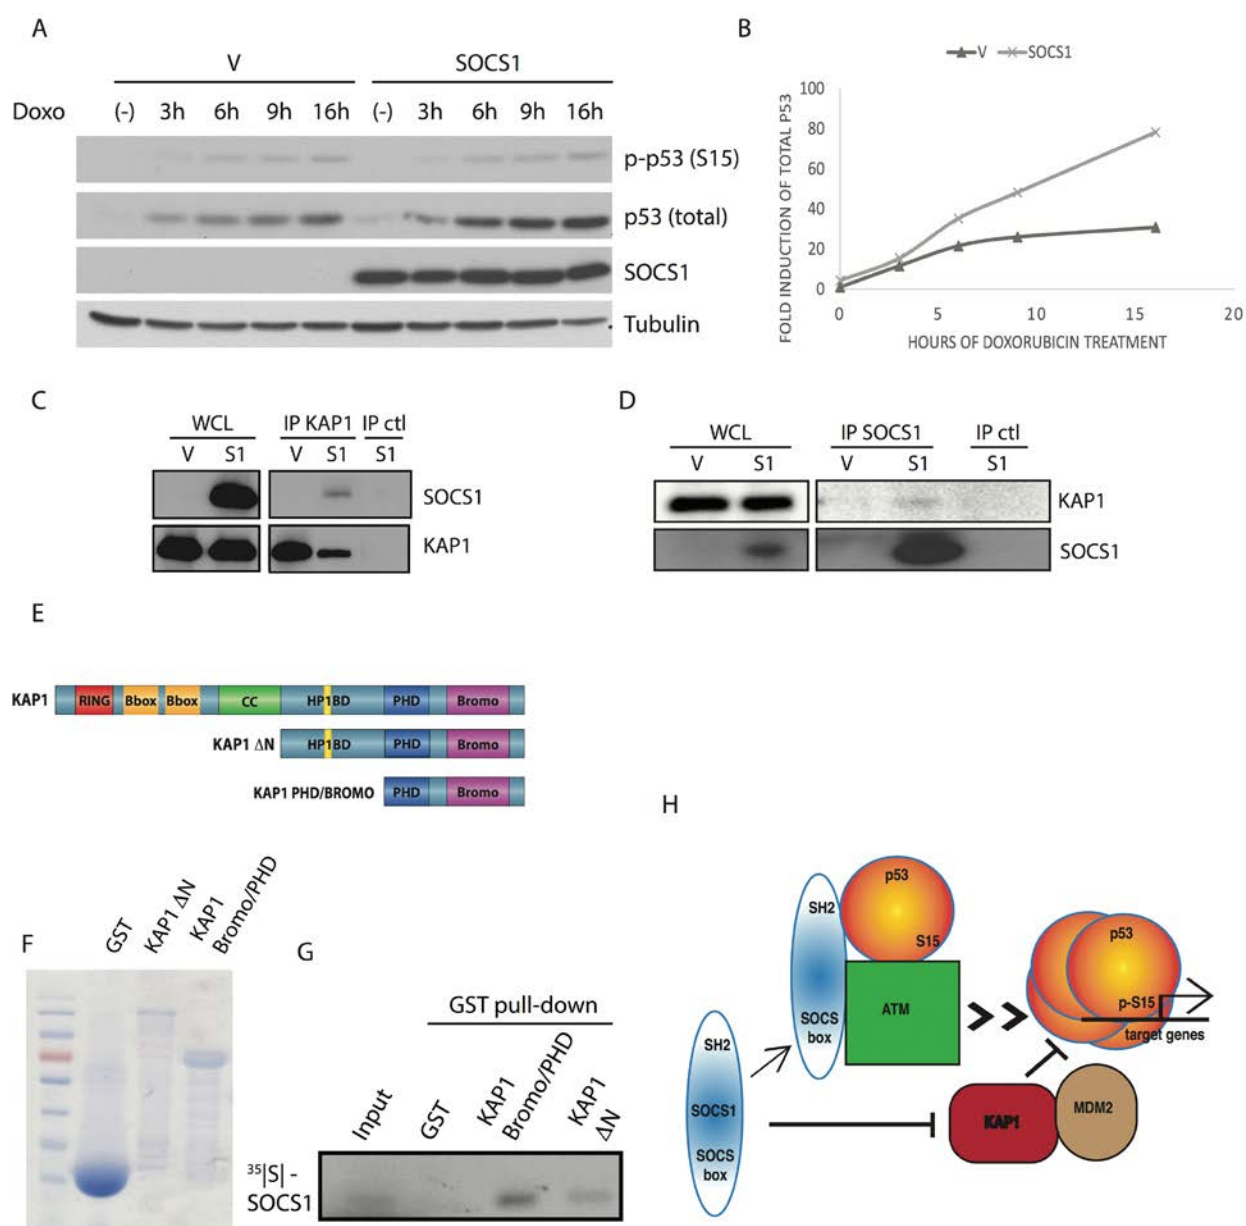 A
V SOCS1
Doxo (-) 3h 6h 9h 16h (-) 3h 6h 9h 16h
p-p53 (S15)
p53 (total)
SOCS1
Tubulin
B
V SOCS1
FOLD INDUCTION OF TOTAL P53
100
80
60
40
20
0
0 5 10 15 20
HOURS OF DOXORUBICIN TREATMENT
C
WCL IP KAP1 IP ctl
V S1 V S1 S1
SOCS1
KAP1
D
WCL IP SOCS1 IP ctl
V S1 V S1 S1
KAP1
SOCS1
E
KAP1 RING Bbox Bbox CC HP1BD PHD Bromo
KAP1 ΔN HP1BD PHD Bromo
KAP1 PHD/BROMO PHD Bromo
F
GST
KAP1 ΔN
KAP1
Bromo/PHD
G
GST pull-down
Input
GST
KAP1
Bromo/PHD
KAP1
ΔN
35|S| -
SOCS1
H
SH2
SOCS
box
p53
S15
ATM
p53
p-S15
target genes
SH2
SOCS1
SOCS
box
KAP1
MDM2